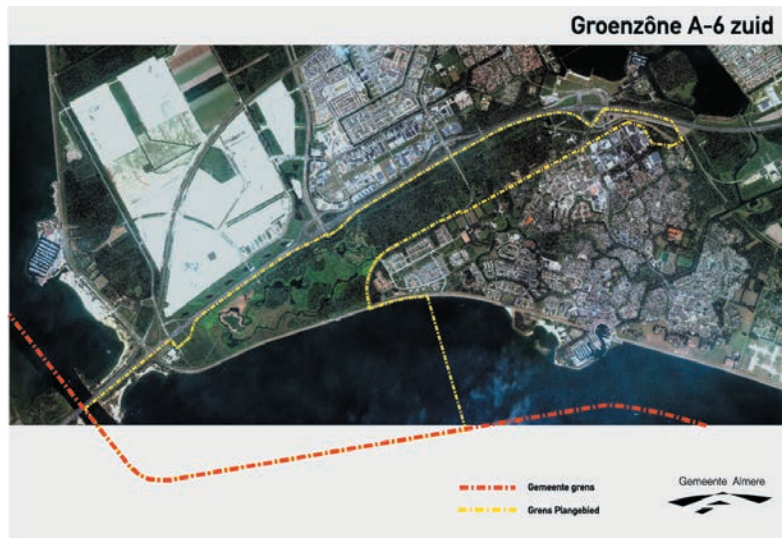 Groenzône A-6 zuid
Gemeente grens
Grens Plangebied
Gemeente Almere